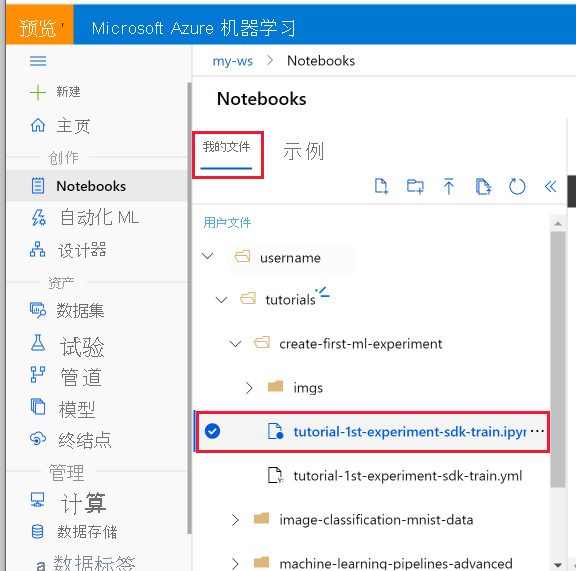 预览
Microsoft Azure 机器学习
my-ws > Notebooks
新建
主页
创作
Notebooks
自动化 ML
设计器
资产
数据集
试验
管道
模型
终结点
管理
计算
数据存储
数据标签
Notebooks
我的文件
示例
用户文件
username
tutorials
create-first-ml-experiment
imgs
tutorial-1st-experiment-sdk-train.ipyn ···
tutorial-1st-experiment-sdk-train.yml
image-classification-mnist-data
machine-learning-pipelines-advanced